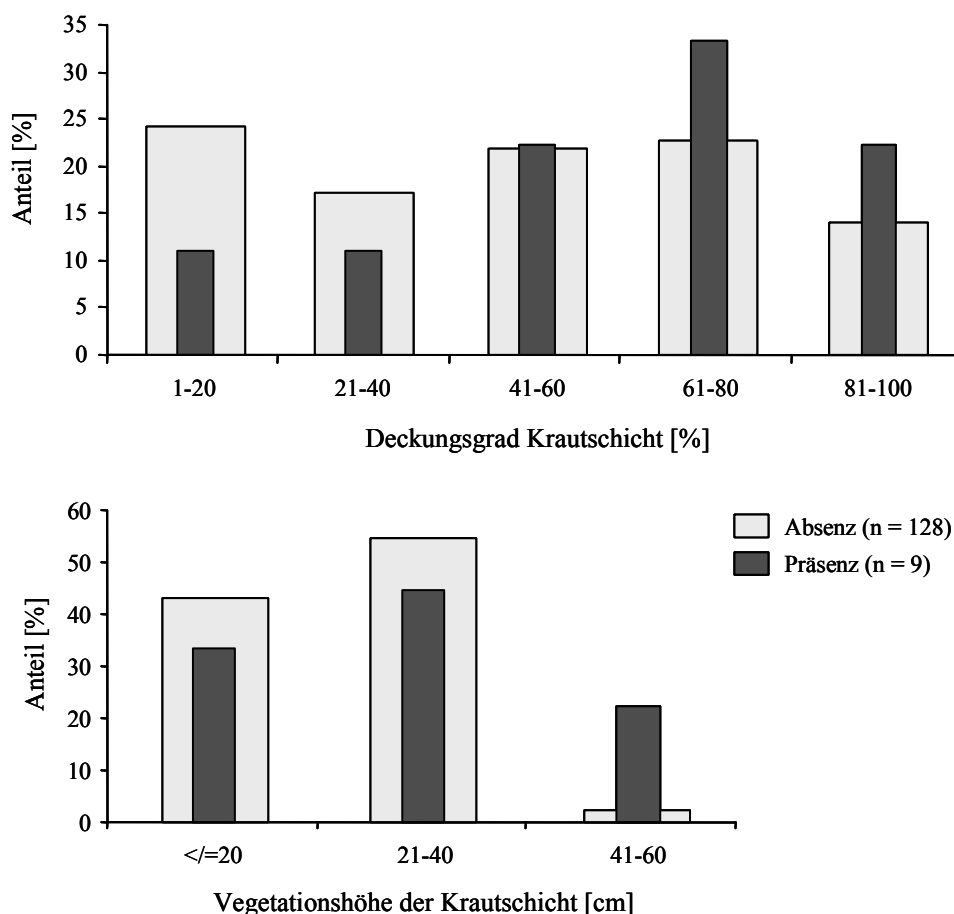 35
30
25
20
15
10
5
0
Anteil [%]
1-20 21-40 41-60 61-80 81-100
Deckungsgrad Krautschicht [%]
60
50
40
30
20
10
0
Anteil [%]
Absenz (n = 128)
Präsenz (n = 9)
</=20 21-40 41-60
Vegetationshöhe der Krautschicht [cm]